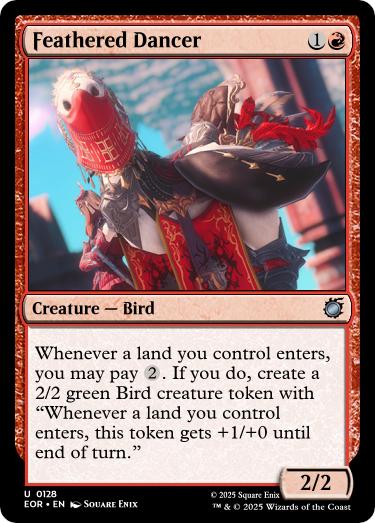 Feathered Dancer 1
Creature — Bird
Whenever a land you control enters,
you may pay 2. If you do, create a
2/2 green Bird creature token with
“Whenever a land you control
enters, this token gets +1/+0 until
end of turn.”
2/2
U 0128
EOR • EN SQUARE ENIX
© 2025 Square Enix
™ & © 2025 Wizards of the Coast